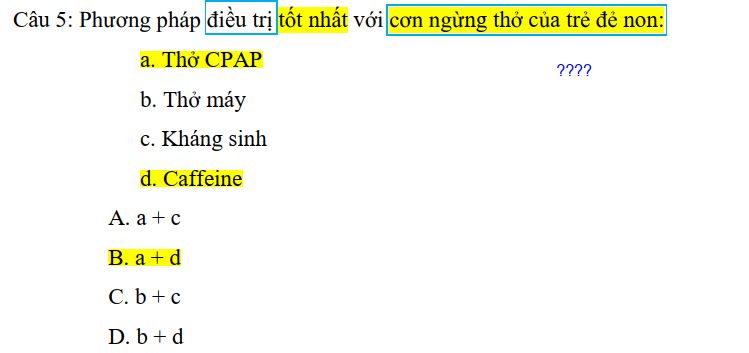 Câu 5: Phương pháp điều trị tốt nhất với cơn ngừng thở của trẻ đẻ non:
a. Thở CPAP
????
b. Thở máy
c. Kháng sinh
d. Caffeine
A. a + c
B. a + d
C. b + c
D. b + d